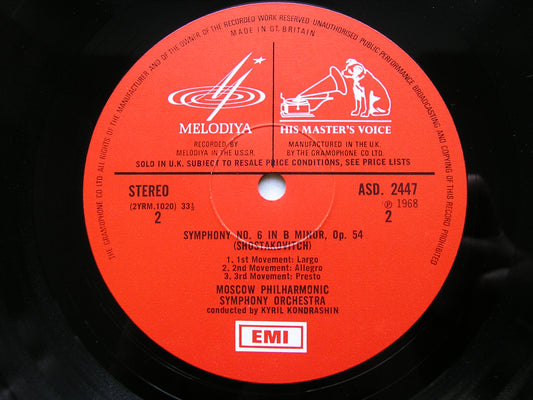 THE GRAMOPHONE CO LTD. ALL RIGHTS OF THE MANUFACTURER AND OF THE OWNER OF THE RECORDED WORK RESERVED UNAUTHORISED PUBLIC PERFORMANCE BROADCASTING AND COPYING OF THIS RECORD PROHIBITED
MADE IN GT. BRITAIN
MELODIYA
HIS MASTER'S VOICE
RECORDED BY
MELODIYA IN THE U.S.S.R.
MANUFACTURED IN THE U.K.
BY THE GRAMOPHONE CO LTD.
SOLD IN U.K. SUBJECT TO RESALE PRICE CONDITIONS, SEE PRICE LISTS
STEREO
ASD. 2447
(2YRM.1020) 33⅓
℗ 1968
2
2
SYMPHONY NO. 6 IN B MINOR, Op. 54
(SHOSTAKOVITCH)
1. 1st Movement: Largo
2. 2nd Movement: Allegro
3. 3rd Movement: Presto
MOSCOW PHILHARMONIC
SYMPHONY ORCHESTRA
conducted by KYRIL KONDRASHIN
EMI